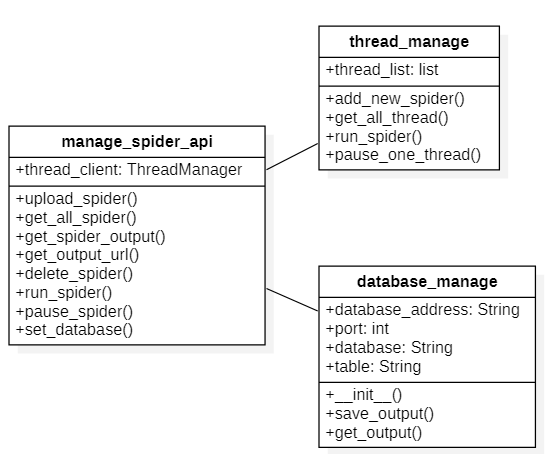 thread_manage
+thread_list: list
+add_new_spider()
+get_all_thread()
+run_spider()
+pause_one_thread()
manage_spider_api
+thread_client: ThreadManager
+upload_spider()
+get_all_spider()
+get_spider_output()
+get_output_url()
+delete_spider()
+run_spider()
+pause_spider()
+set_database()
database_manage
+database_address: String
+port: int
+database: String
+table: String
+__init__()
+save_output()
+get_output()